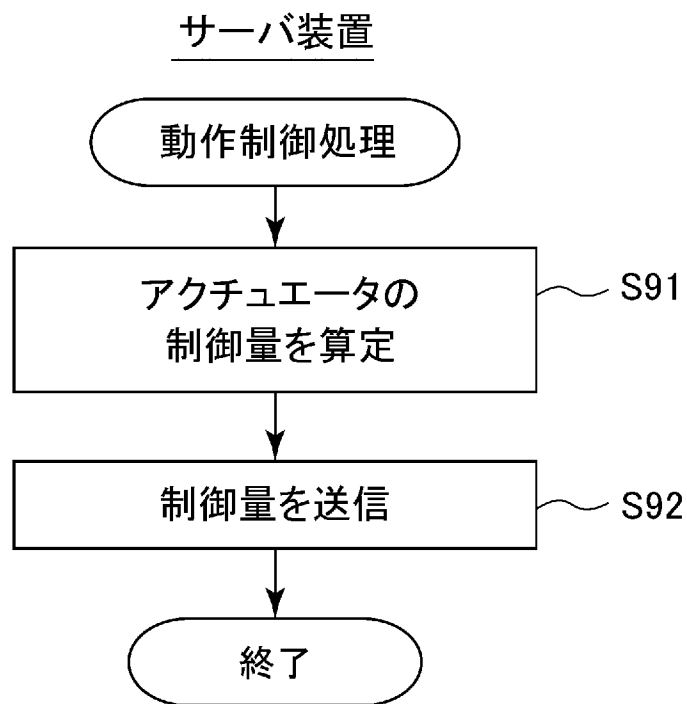 サーバ装置
動作制御処理
アクチュエータの
制御量を算定
S91
制御量を送信
S92
終了